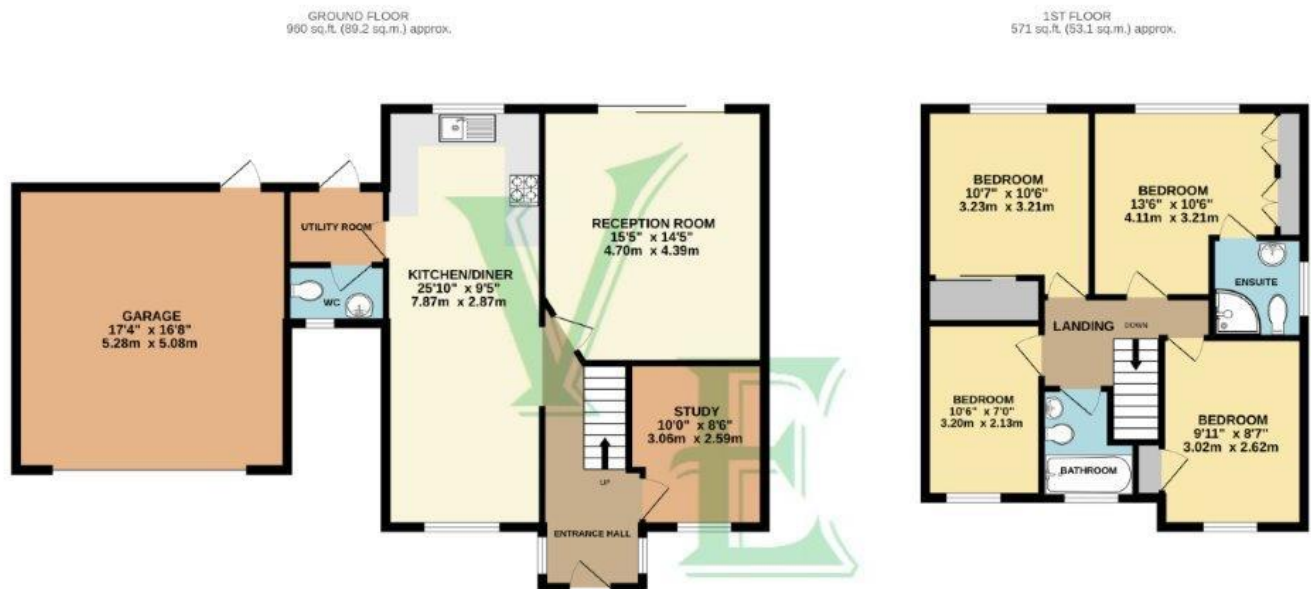 GROUND FLOOR
960 sq.ft. (89.2 sq.m.) approx.
1ST FLOOR
571 sq.ft. (53.1 sq.m.) approx.
GARAGE
17'4" x 16'8"
5.28m x 5.08m
UTILITY ROOM
WC
KITCHEN/DINER
25'10" x 9'5"
7.87m x 2.87m
RECEPTION ROOM
15'5" x 14'5"
4.70m x 4.39m
STUDY
10'0" x 8'6"
3.06m x 2.59m
UP
ENTRANCE HALL
VE
BEDROOM
10'7" x 10'6"
3.23m x 3.21m
BEDROOM
13'6" x 10'6"
4.11m x 3.21m
ENSUITE
LANDING
DOWN
BEDROOM
10'6" x 7'0"
3.20m x 2.13m
BATHROOM
BEDROOM
9'11" x 8'7"
3.02m x 2.62m